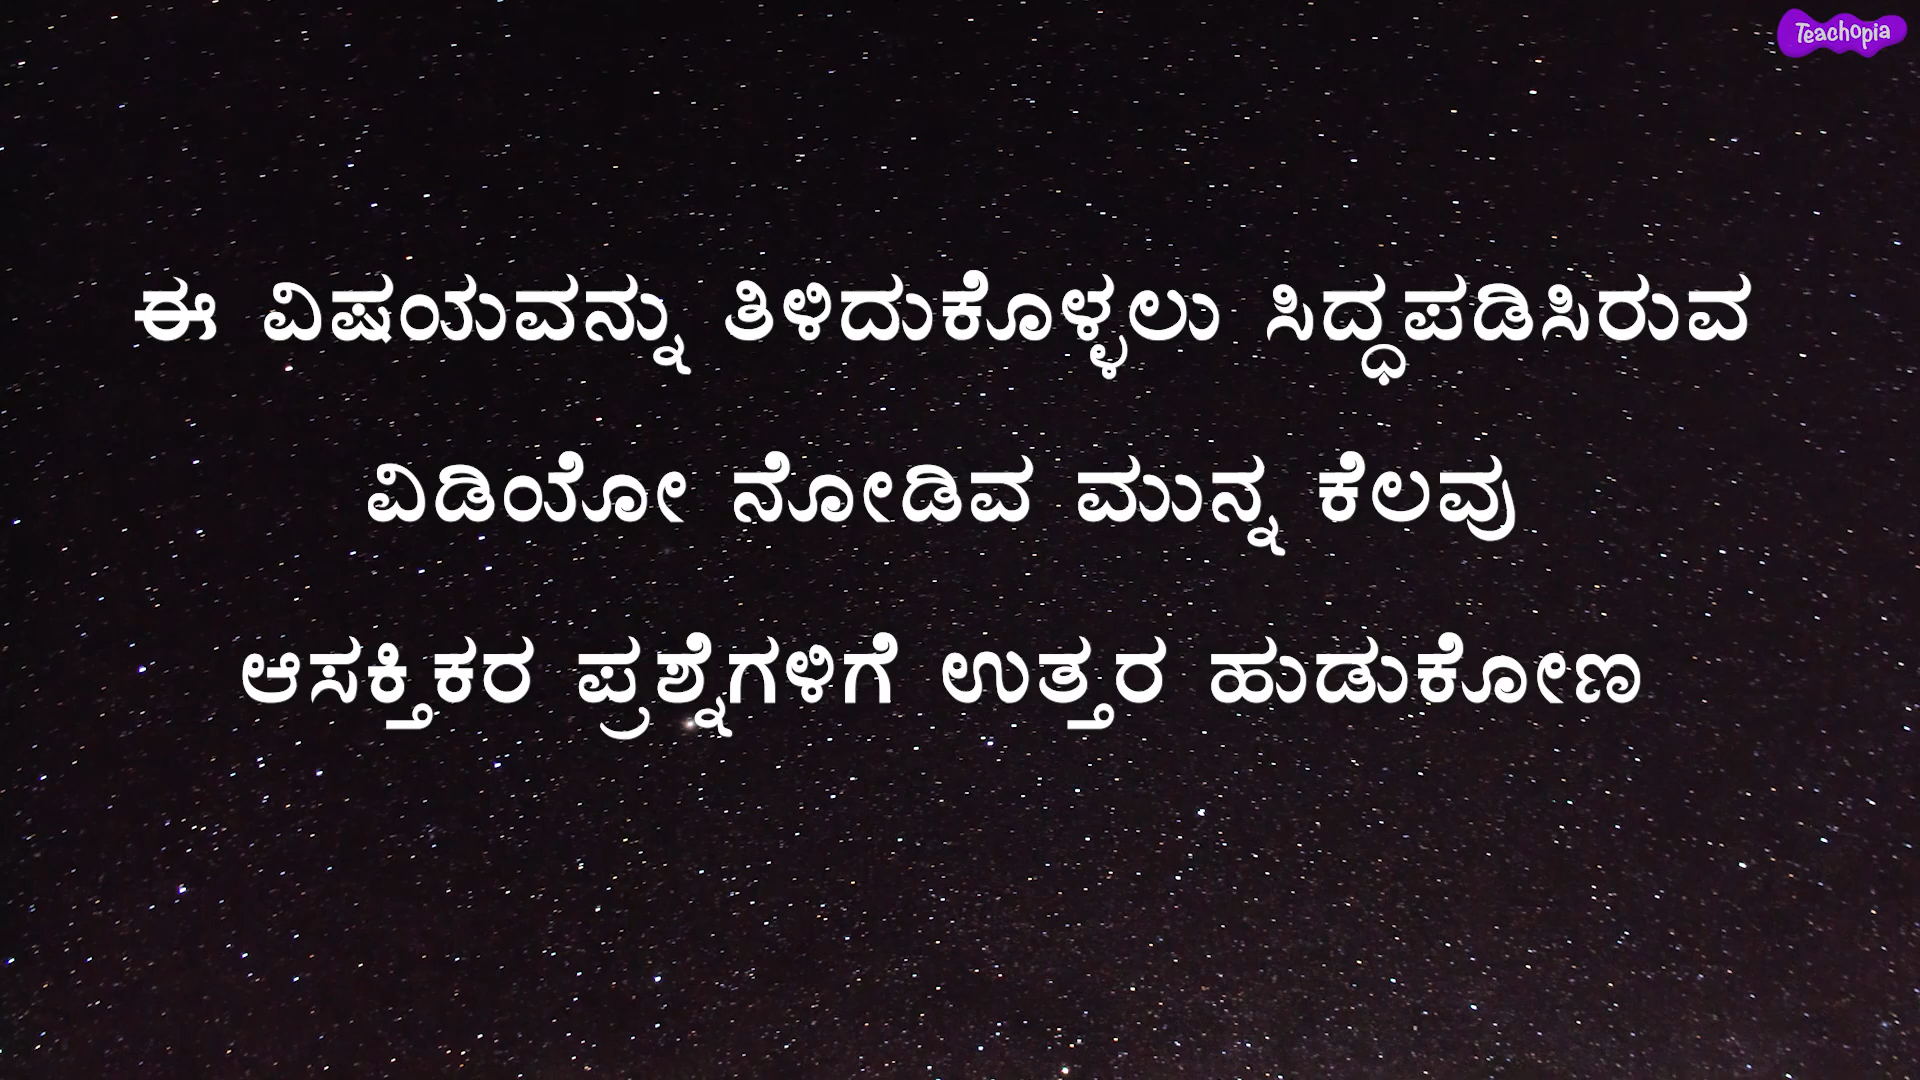 Teachopia
ಈ ವಿಷಯವನ್ನು ತಿಳಿದುಕೊಳ್ಳಲು ಸಿದ್ಧಪಡಿಸಿರುವ
ವಿಡಿಯೋ ನೋಡಿವ ಮುನ್ನ ಕೆಲವು
ಆಸಕ್ತಿಕರ ಪ್ರಶ್ನೆಗಳಿಗೆ ಉತ್ತರ ಹುಡುಕೋಣ